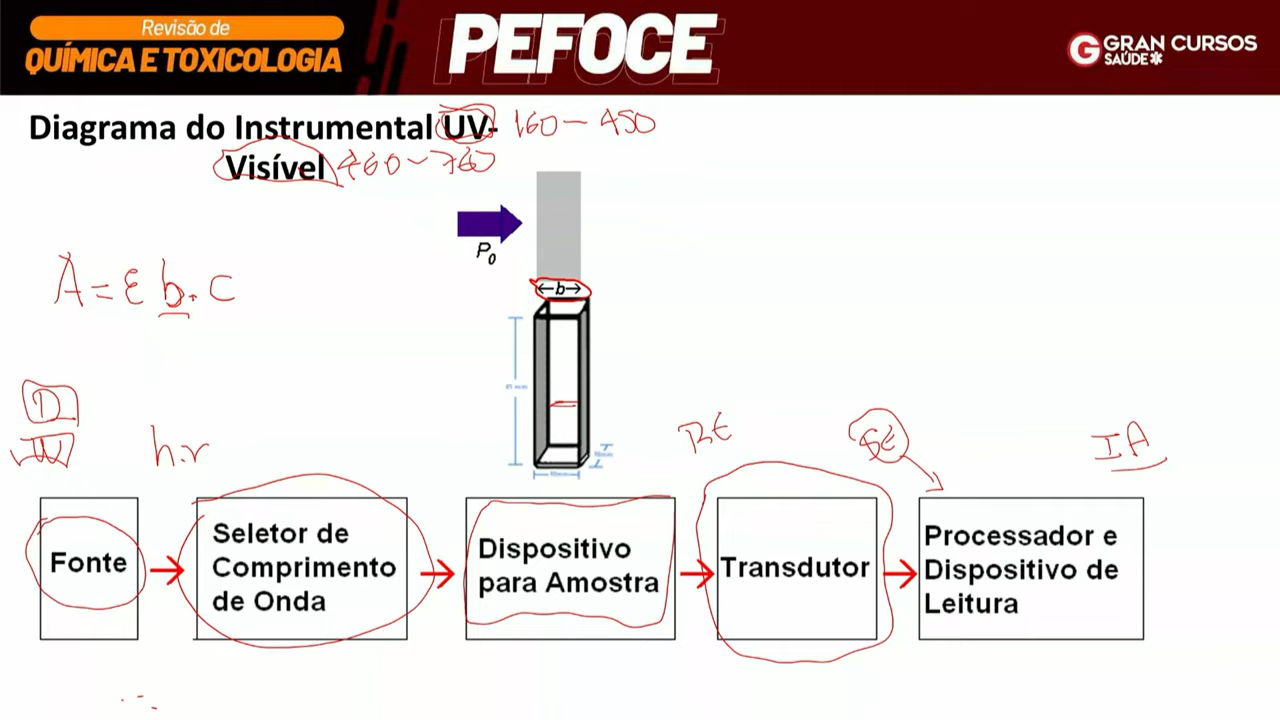 Revisão de
QUÍMICA E TOXICOLOGIA
PEFOCE
GRAN CURSOS
SAÚDE
Diagrama do Instrumental UV- 160 – 450
Visível 460 – 760
P0
b
A = ε b . c
D
W
h.ν
RE
SE
IA
Fonte
Seletor de
Comprimento
de Onda
Dispositivo
para Amostra
Transdutor
Processador e
Dispositivo de
Leitura